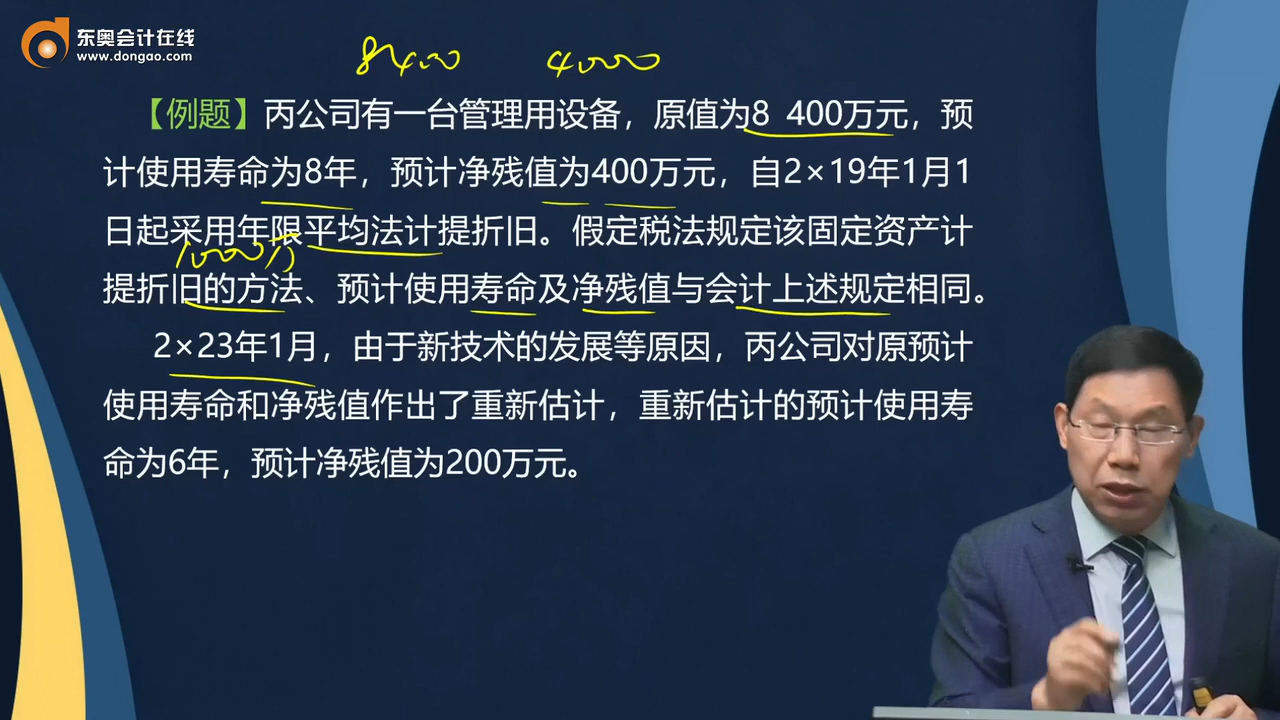 东奥会计在线
www.dongao.com
8400 4000
【例题】丙公司有一台管理用设备，原值为8 400万元，预
计使用寿命为8年，预计净残值为400万元，自2×19年1月1
日起采用年限平均法计提折旧。假定税法规定该固定资产计
1000万
提折旧的方法、预计使用寿命及净残值与会计上述规定相同。
2×23年1月，由于新技术的发展等原因，丙公司对原预计
使用寿命和净残值作出了重新估计，重新估计的预计使用寿
命为6年，预计净残值为200万元。